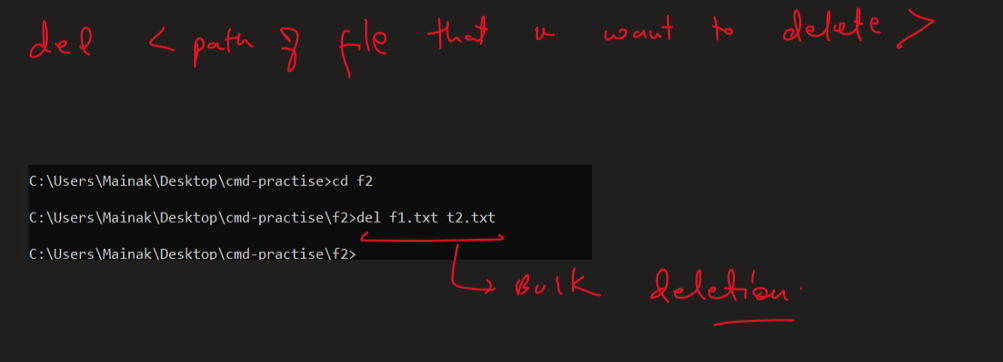 del < path of file that u want to delete >
C:\Users\Mainak\Desktop\cmd-practise>cd f2
C:\Users\Mainak\Desktop\cmd-practise\f2>del f1.txt t2.txt
C:\Users\Mainak\Desktop\cmd-practise\f2>
Bulk deletion.